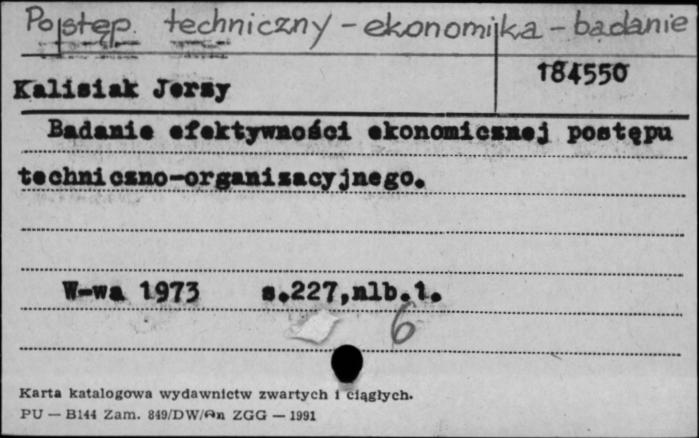 Postęp techniczny - ekonomika - badanie
184550
Kalisiak Jerzy
Badanie efektywności ekonomicznej postępu
techniczno-organizacyjnego.
W-wa 1973 s.227,nlb.1.
6
Karta katalogowa wydawnictw zwartych i ciągłych.
PU — B144 Zam. 849/DW/ ZGG — 1991